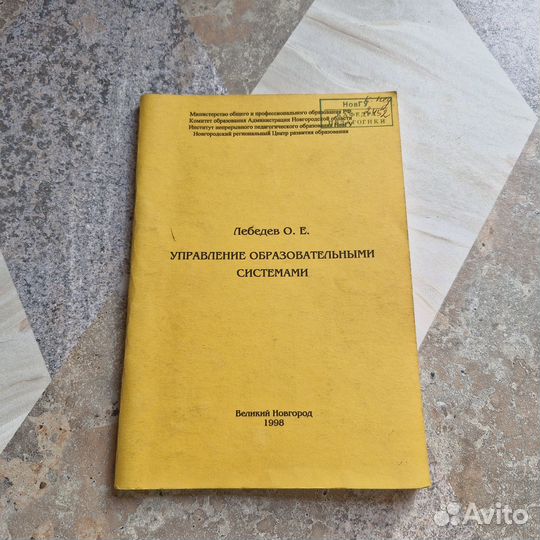 Министерство общего и профессионального образования РФ
Комитет образования Администрации Новгородской области
Институт непрерывного педагогического образования НовГУ
Новгородский региональный Центр развития образования
НовГУ
Лебедев О. Е.
УПРАВЛЕНИЕ ОБРАЗОВАТЕЛЬНЫМИ
СИСТЕМАМИ
Великий Новгород
1998
Avito